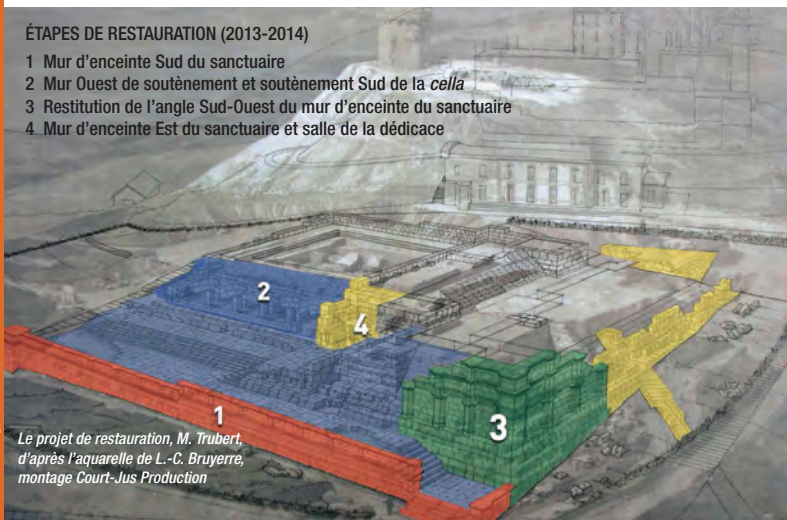 ÉTAPES DE RESTAURATION (2013-2014)
1 Mur d'enceinte Sud du sanctuaire
2 Mur Ouest de soutènement et soutènement Sud de la cella
3 Restitution de l'angle Sud-Ouest du mur d'enceinte du sanctuaire
4 Mur d'enceinte Est du sanctuaire et salle de la dédicace
2
4
1
3
Le projet de restauration, M. Trubert,
d'après l'aquarelle de L.-C. Bruyerre,
montage Court-Jus Production